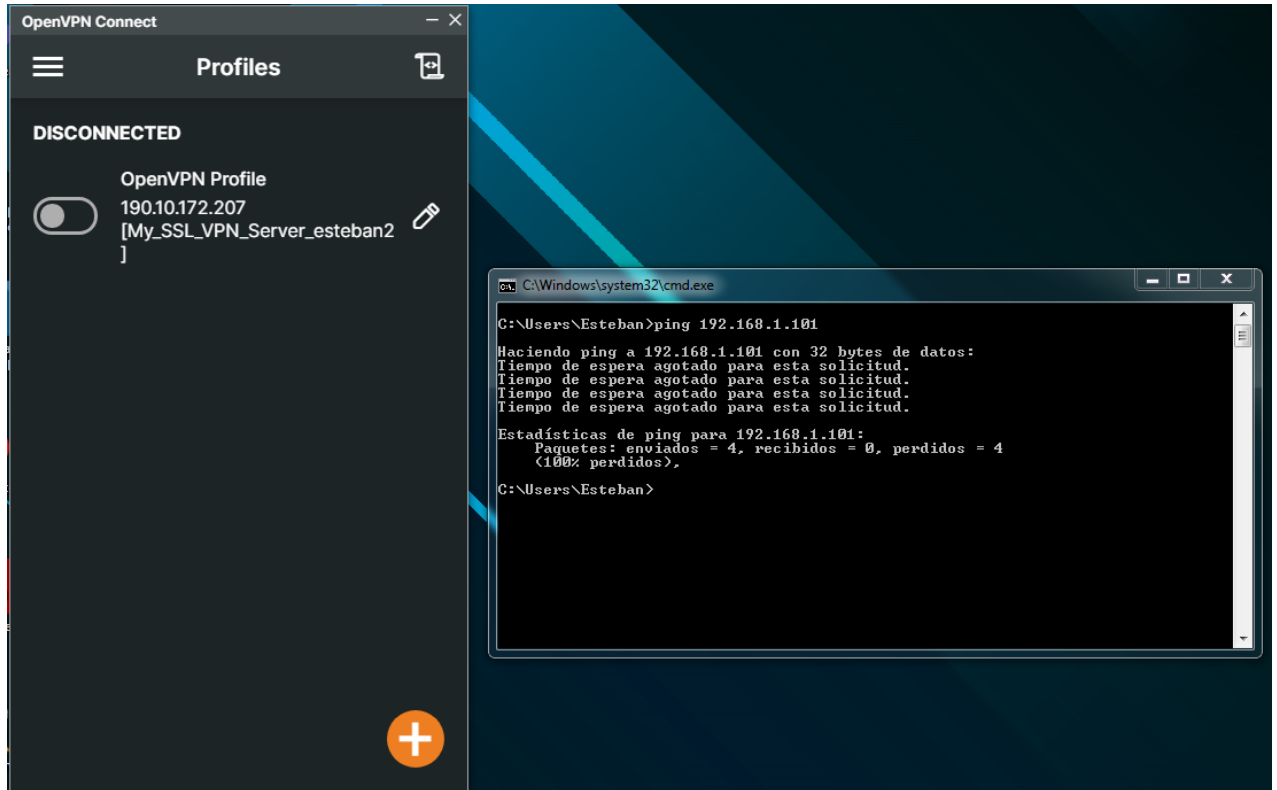 OpenVPN Connect
Profiles
DISCONNECTED
OpenVPN Profile
190.10.172.207
[My_SSL_VPN_Server_esteban2
]
C:\Windows\system32\cmd.exe
C:\Users\Esteban>ping 192.168.1.101
Haciendo ping a 192.168.1.101 con 32 bytes de datos:
Tiempo de espera agotado para esta solicitud.
Tiempo de espera agotado para esta solicitud.
Tiempo de espera agotado para esta solicitud.
Tiempo de espera agotado para esta solicitud.
Estadísticas de ping para 192.168.1.101:
Paquetes: enviados = 4, recibidos = 0, perdidos = 4
(100% perdidos),
C:\Users\Esteban>